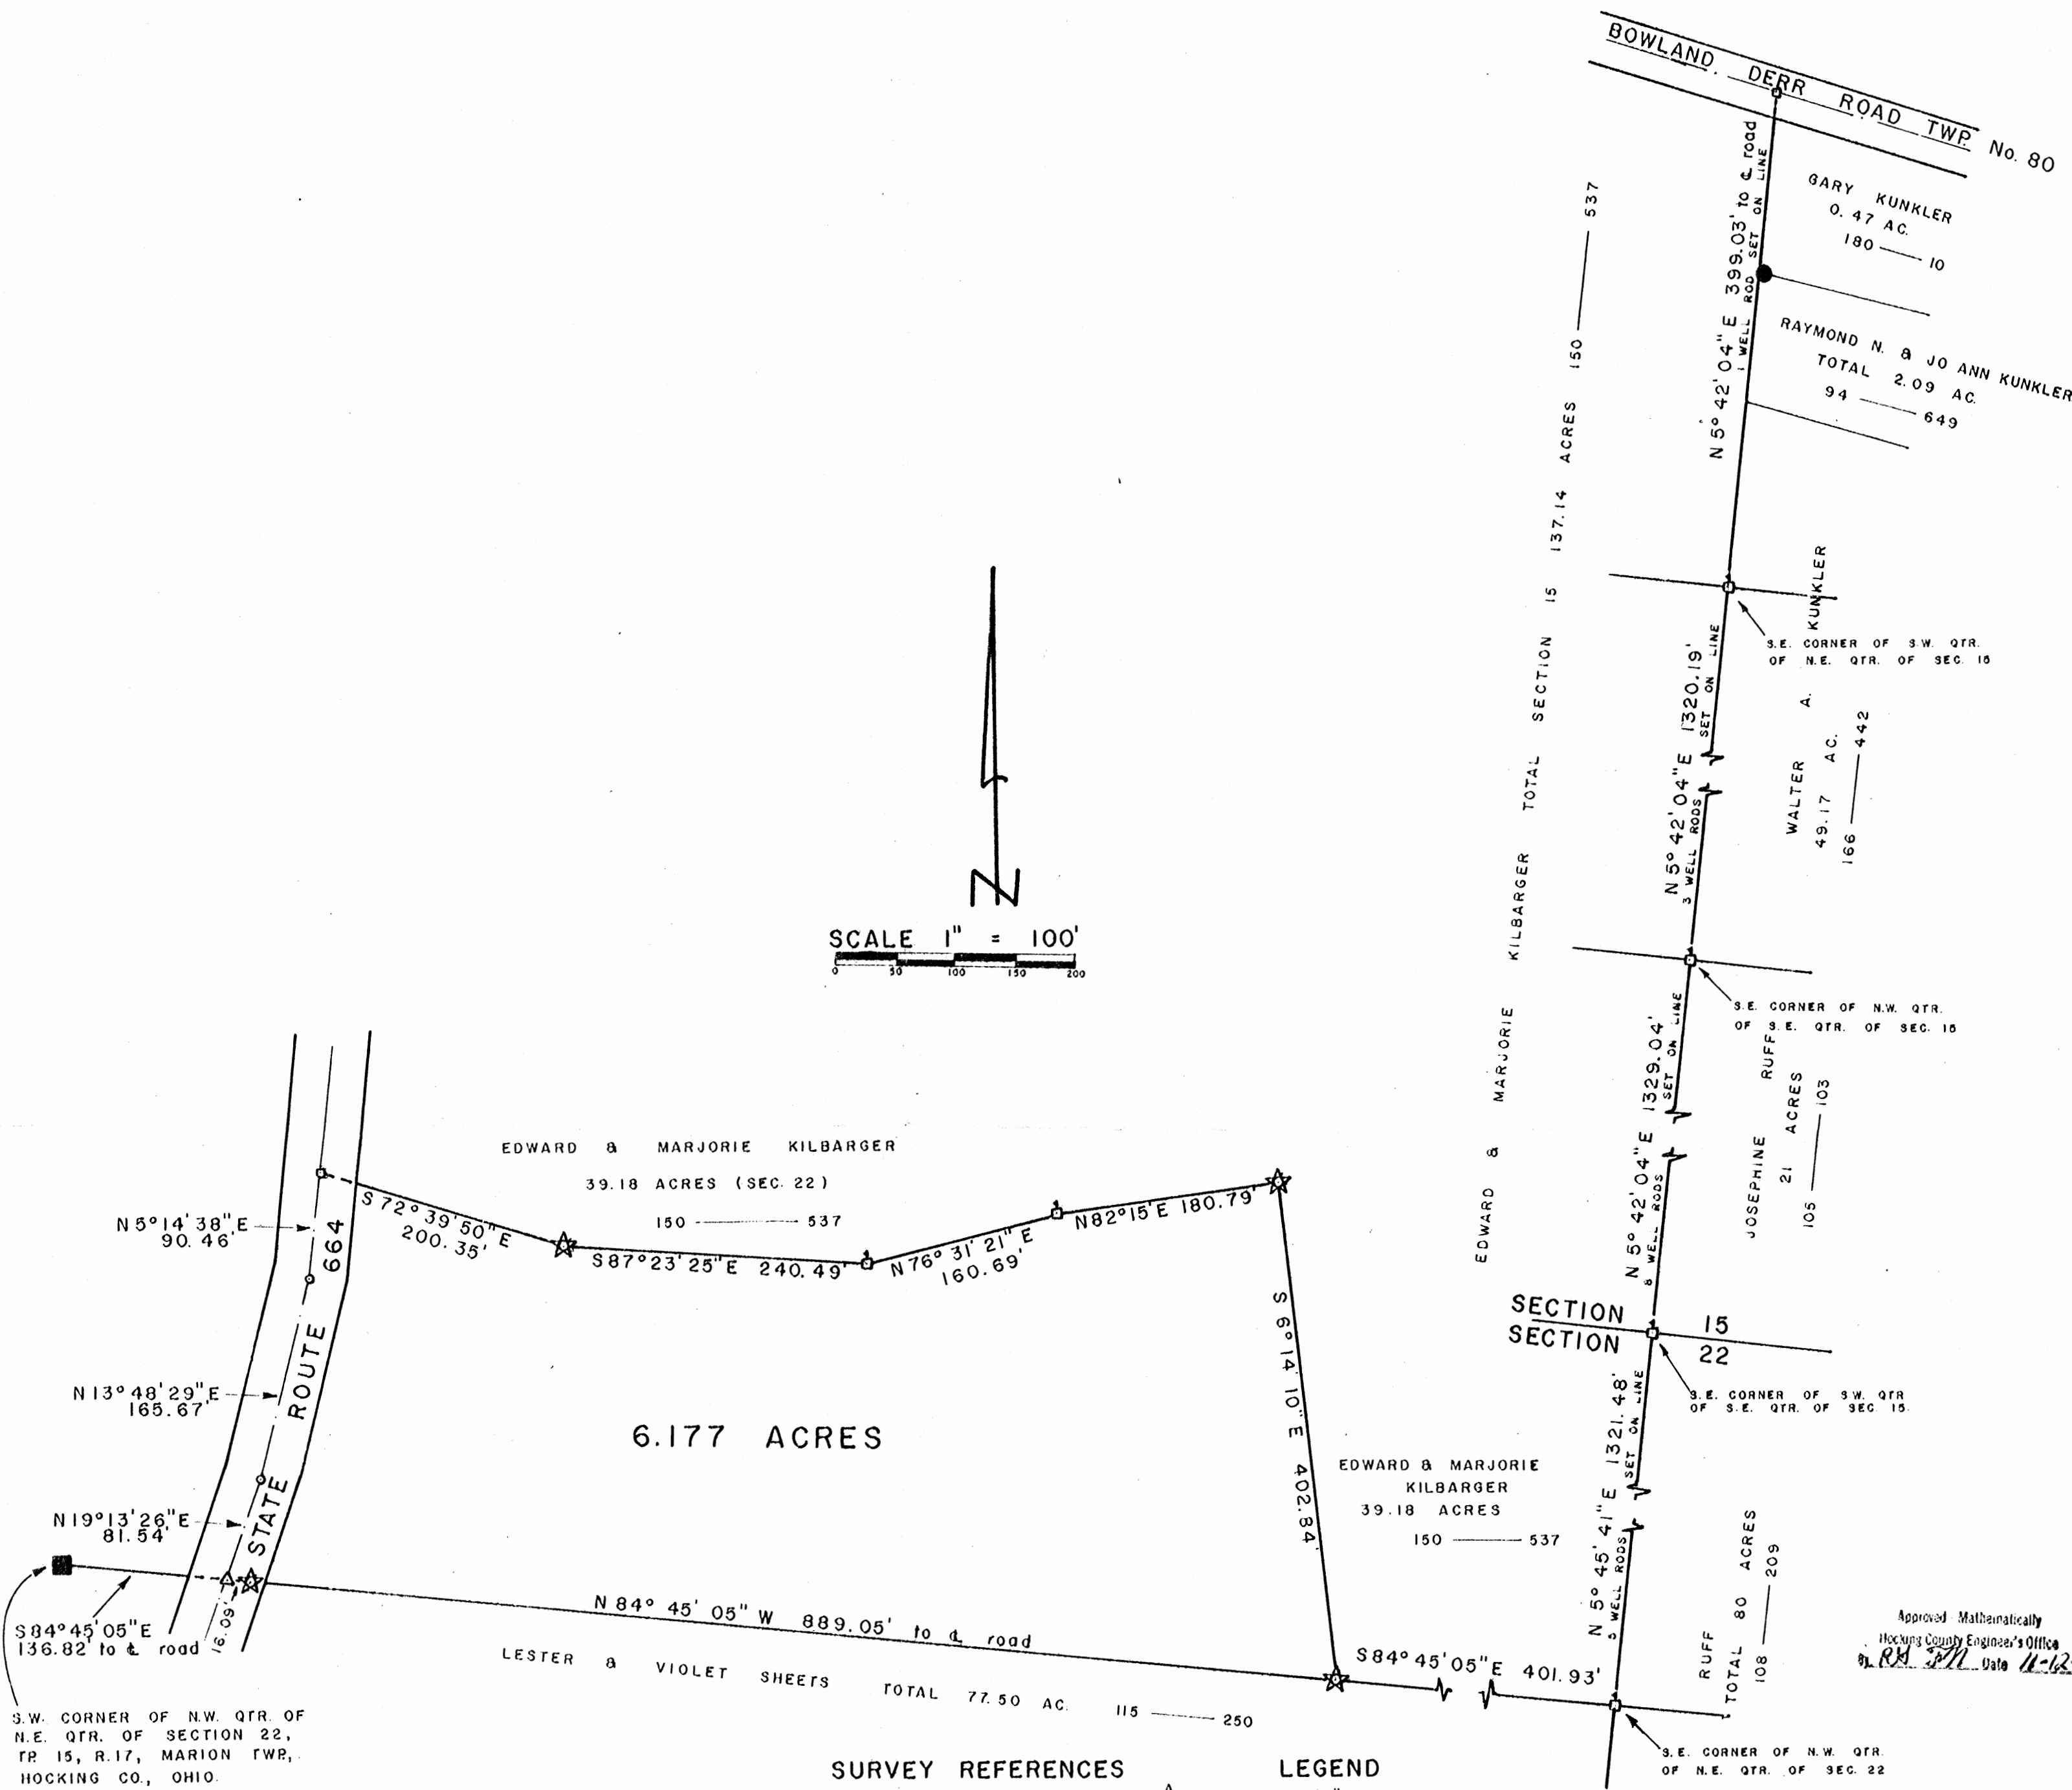 BOWLAND DERR ROAD TWP. No. 80
N 5° 42' 04" E 399.03' to ℄ road
1 WELL ROD SET ON LINE
GARY KUNKLER
0.47 AC.
180 — 10
RAYMOND N. & JO ANN KUNKLER
TOTAL 2.09 AC.
94 — 649
EDWARD & MARJORIE KILBARGER TOTAL SECTION 15 137.14 ACRES 150 — 537
S.E. CORNER OF S.W. QTR.
OF N.E. QTR. OF SEC. 15
N 5° 42' 04" E 1320.19'
3 WELL RODS SET ON LINE
WALTER A. KUNKLER
49.17 AC.
166 — 442
SCALE 1" = 100'
0 50 100 150 200
S.E. CORNER OF N.W. QTR.
OF S.E. QTR. OF SEC. 15
N 5° 42' 04" E 1329.04'
8 WELL RODS SET ON LINE
JOSEPHINE RUFF
21 ACRES
105 — 103
SECTION 15
SECTION 22
S.E. CORNER OF S.W. QTR
OF S.E. QTR. OF SEC. 15.
EDWARD & MARJORIE KILBARGER
39.18 ACRES (SEC. 22)
150 — 537
N 5° 14' 38" E
90.46'
S 72° 39' 50" E
200.35'
S 87° 23' 25" E 240.49'
N 76° 31' 21" E
160.69'
N 82° 15' E 180.79'
S 6° 14' 10" E 402.84'
N 13° 48' 29" E
165.67'
STATE ROUTE 664
6.177 ACRES
EDWARD & MARJORIE
KILBARGER
39.18 ACRES
150 — 537
N 5° 45' 41" E 1321.48'
WELL RODS SET ON LINE
RUFF
TOTAL 80 ACRES
108 — 209
N 19° 13' 26" E
81.54'
S 84° 45' 05" E
136.82' to ℄ road
16.09'
N 84° 45' 05" W 889.05' to ℄ road
LESTER & VIOLET SHEETS TOTAL 77.50 AC. 115 — 250
S 84° 45' 05" E 401.93'
Approved Mathematically
Hocking County Engineer's Office
By Date 11-12
S.W. CORNER OF N.W. QTR. OF
N.E. QTR. OF SECTION 22,
TP. 15, R.17, MARION TWP.,
HOCKING CO., OHIO.
S.E. CORNER OF N.W. QTR.
OF N.E. QTR. OF SEC. 22
SURVEY REFERENCES
LEGEND